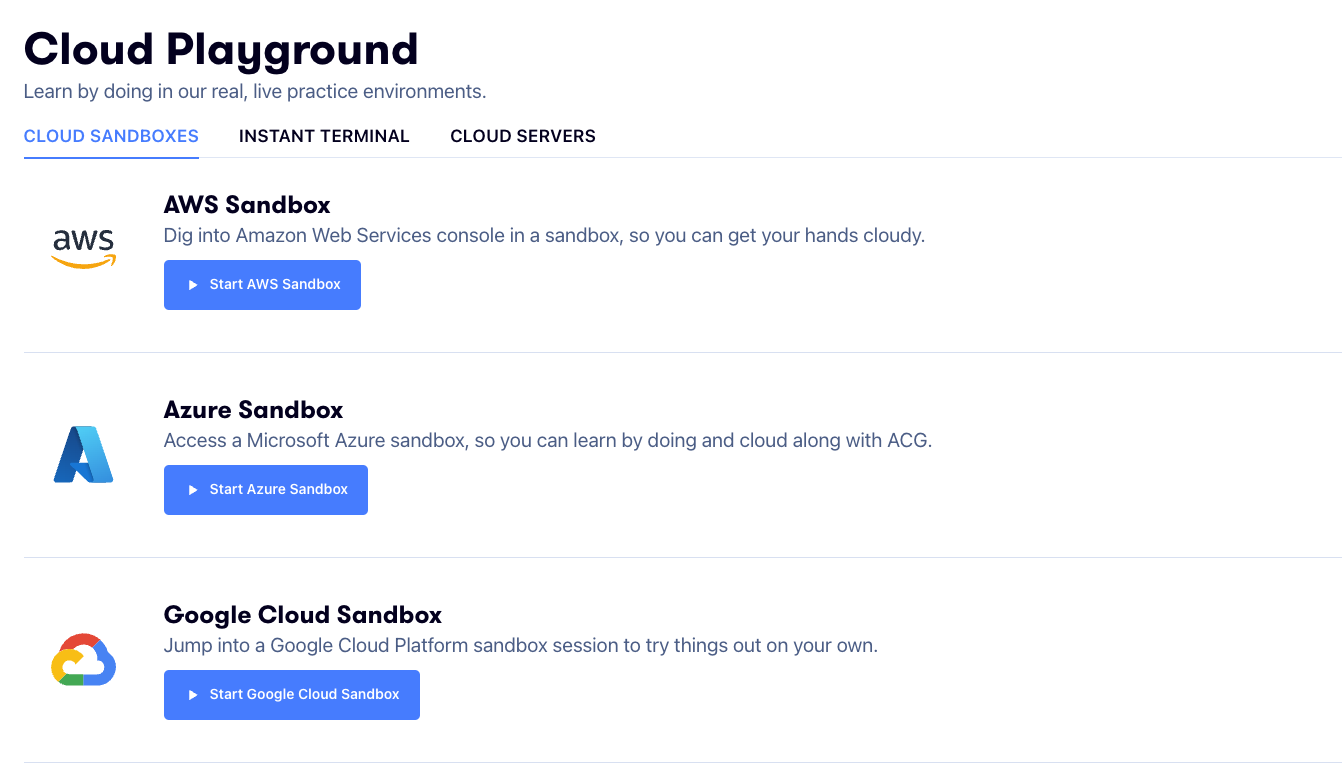 Cloud Playground
Learn by doing in our real, live practice environments.
CLOUD SANDBOXES INSTANT TERMINAL CLOUD SERVERS
aws
AWS Sandbox
Dig into Amazon Web Services console in a sandbox, so you can get your hands cloudy.
Start AWS Sandbox
Azure Sandbox
Access a Microsoft Azure sandbox, so you can learn by doing and cloud along with ACG.
Start Azure Sandbox
Google Cloud Sandbox
Jump into a Google Cloud Platform sandbox session to try things out on your own.
Start Google Cloud Sandbox